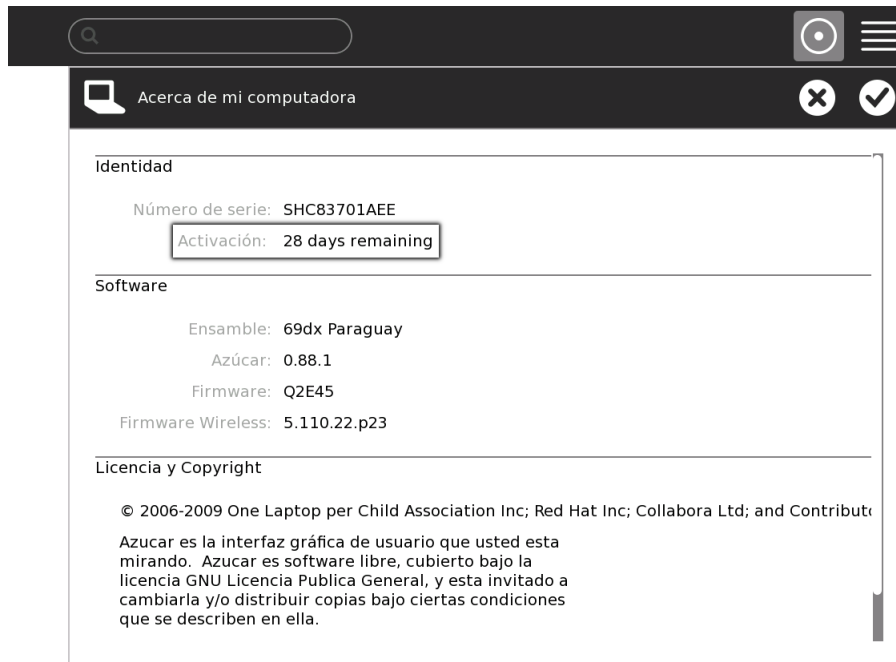 Acerca de mi computadora
Identidad
Número de serie: SHC83701AEE
Activación: 28 days remaining
Software
Ensamble: 69dx Paraguay
Azúcar: 0.88.1
Firmware: Q2E45
Firmware Wireless: 5.110.22.p23
Licencia y Copyright
© 2006-2009 One Laptop per Child Association Inc; Red Hat Inc; Collabora Ltd; and Contributo
Azucar es la interfaz gráfica de usuario que usted esta
mirando. Azucar es software libre, cubierto bajo la
licencia GNU Licencia Publica General, y esta invitado a
cambiarla y/o distribuir copias bajo ciertas condiciones
que se describen en ella.